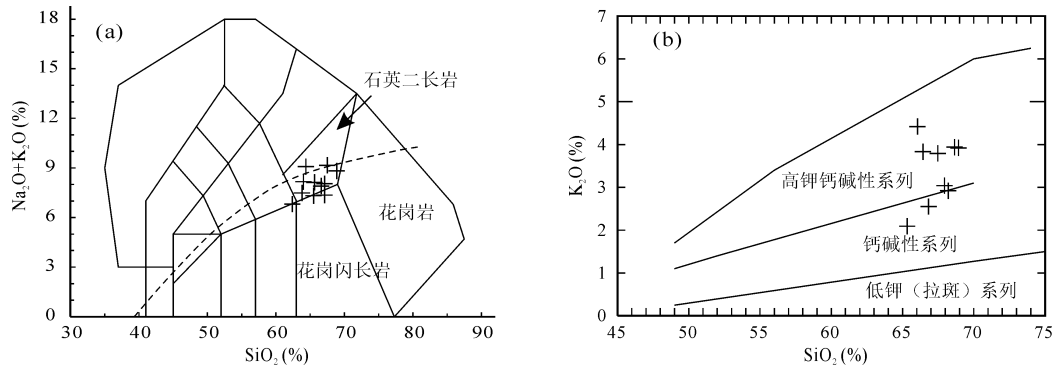 (a)
Na₂O+K₂O (%)
18
15
12
9
6
3
0
石英二长岩
花岗岩
花岗闪长岩
30
40
50
60
70
80
90
SiO₂ (%)
(b)
K₂O (%)
7
6
5
4
3
2
1
0
高钾钙碱性系列
钙碱性系列
低钾（拉斑）系列
45
50
55
60
65
70
75
SiO₂ (%)